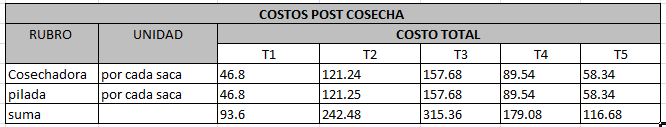 COSTOS POST COSECHA
RUBRO UNIDAD COSTO TOTAL
T1 T2 T3 T4 T5
Cosechadora por cada saca 46.8 121.24 157.68 89.54 58.34
pilada por cada saca 46.8 121.25 157.68 89.54 58.34
suma 93.6 242.48 315.36 179.08 116.68